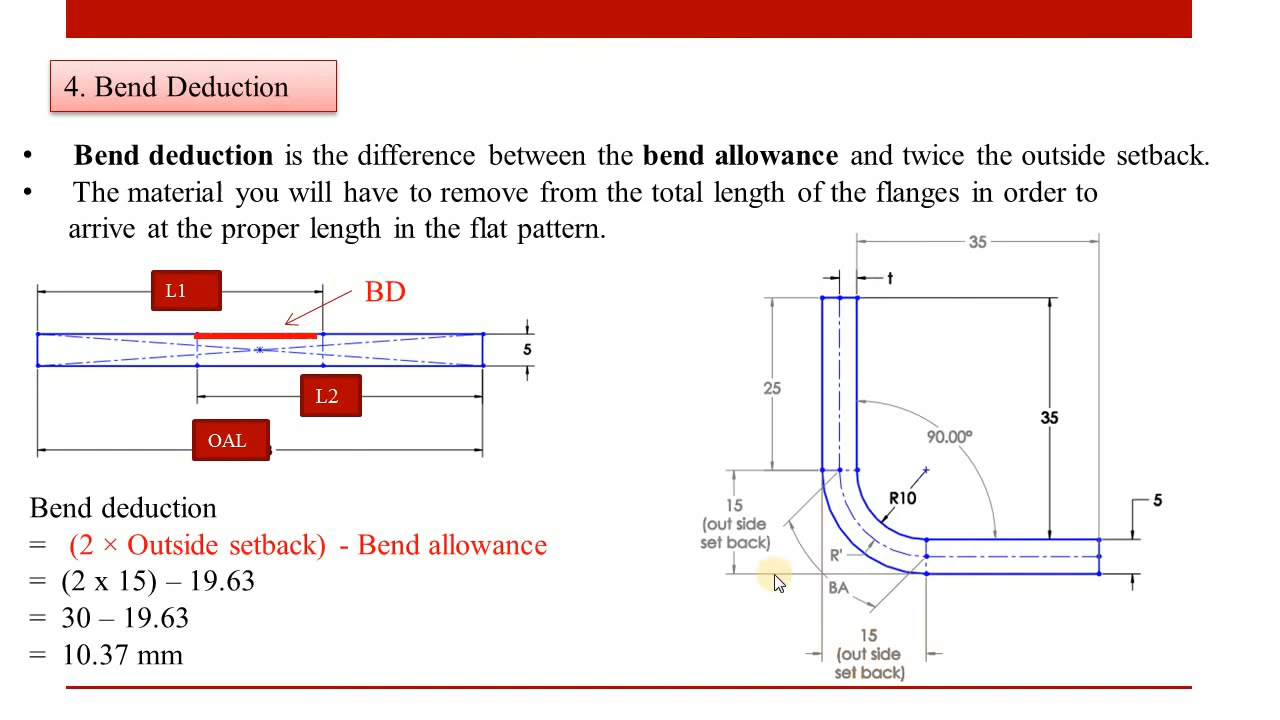 4. Bend Deduction
• Bend deduction is the difference between the bend allowance and twice the outside setback.
• The material you will have to remove from the total length of the flanges in order to
arrive at the proper length in the flat pattern.
L1
BD
5
L2
OAL
Bend deduction
= (2 × Outside setback) - Bend allowance
= (2 x 15) – 19.63
= 30 – 19.63
= 10.37 mm
35
t
25
35
90.00°
R10
5
15
(out side
set back)
R'
BA
15
(out side
set back)